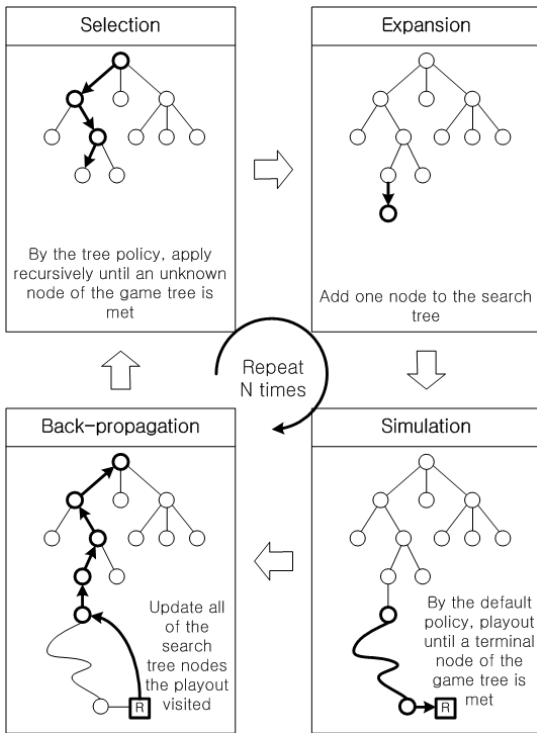 Selection
By the tree policy, apply
recursively until an unknown
node of the game tree is
met
Expansion
Add one node to the search
tree
Repeat
N times
Back-propagation
Update all
of the
search
tree nodes
the playout
visited
R
Simulation
By the default
policy, playout
until a terminal
node of the
game tree is
met
R